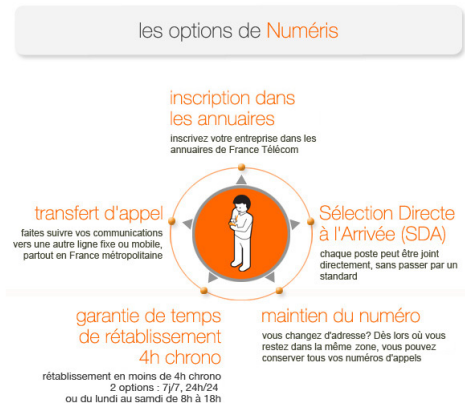 les options de Numéris
inscription dans
les annuaires
inscrivez votre entreprise dans les
annuaires de France Télécom
transfert d'appel
faites suivre vos communications
vers une autre ligne fixe ou mobile,
partout en France métropolitaine
Sélection Directe
à l'Arrivée (SDA)
chaque poste peut être joint
directement, sans passer par un
standard
garantie de temps
de rétablissement
4h chrono
rétablissement en moins de 4h chrono
2 options : 7j/7, 24h/24
ou du lundi au samdi de 8h à 18h
maintien du numéro
vous changez d'adresse? Dès lors où vous
restez dans la même zone, vous pouvez
conserver tous vos numéros d'appels